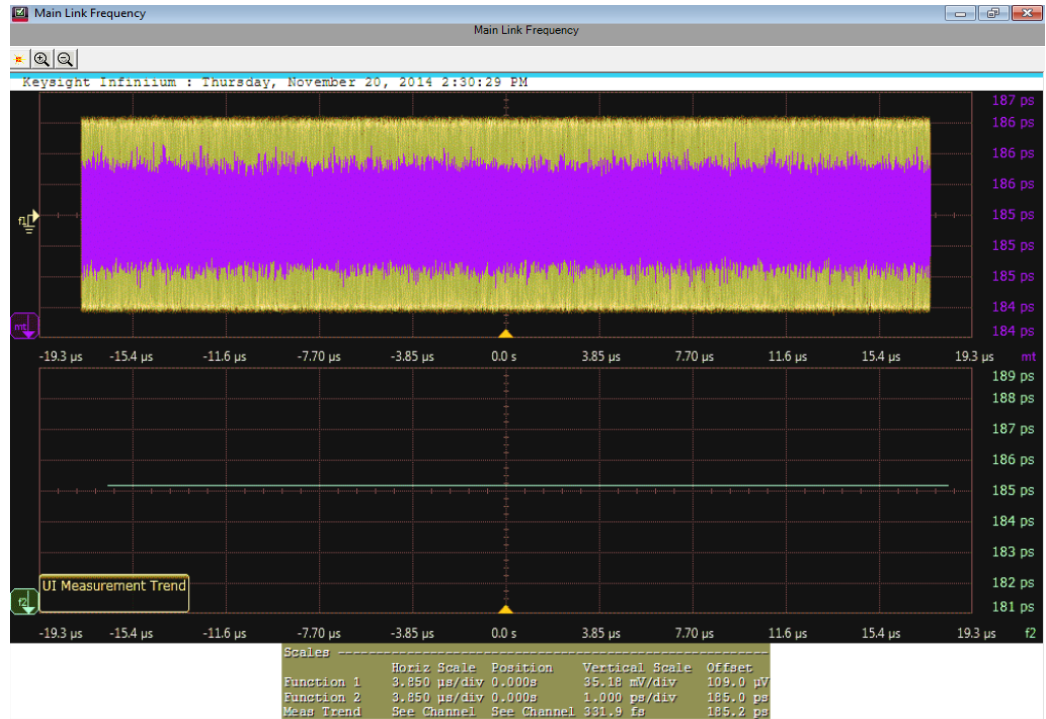 Main Link Frequency
Main Link Frequency
Keysight Infiniium : Thursday, November 20, 2014 2:30:29 PM
187 ps
186 ps
186 ps
186 ps
f1
185 ps
185 ps
185 ps
184 ps
mt
184 ps
-19.3 µs -15.4 µs -11.6 µs -7.70 µs -3.85 µs 0.0 s 3.85 µs 7.70 µs 11.6 µs 15.4 µs 19.3 µs mt
189 ps
188 ps
187 ps
186 ps
185 ps
184 ps
183 ps
UI Measurement Trend 182 ps
f2 181 ps
-19.3 µs -15.4 µs -11.6 µs -7.70 µs -3.85 µs 0.0 s 3.85 µs 7.70 µs 11.6 µs 15.4 µs 19.3 µs f2
Scales
Horiz Scale Position Vertical Scale Offset
Function 1 3.850 µs/div 0.000s 35.18 mV/div 109.0 µV
Function 2 3.850 µs/div 0.000s 1.000 ps/div 185.0 ps
Meas Trend See Channel See Channel 331.9 fs 185.2 ps